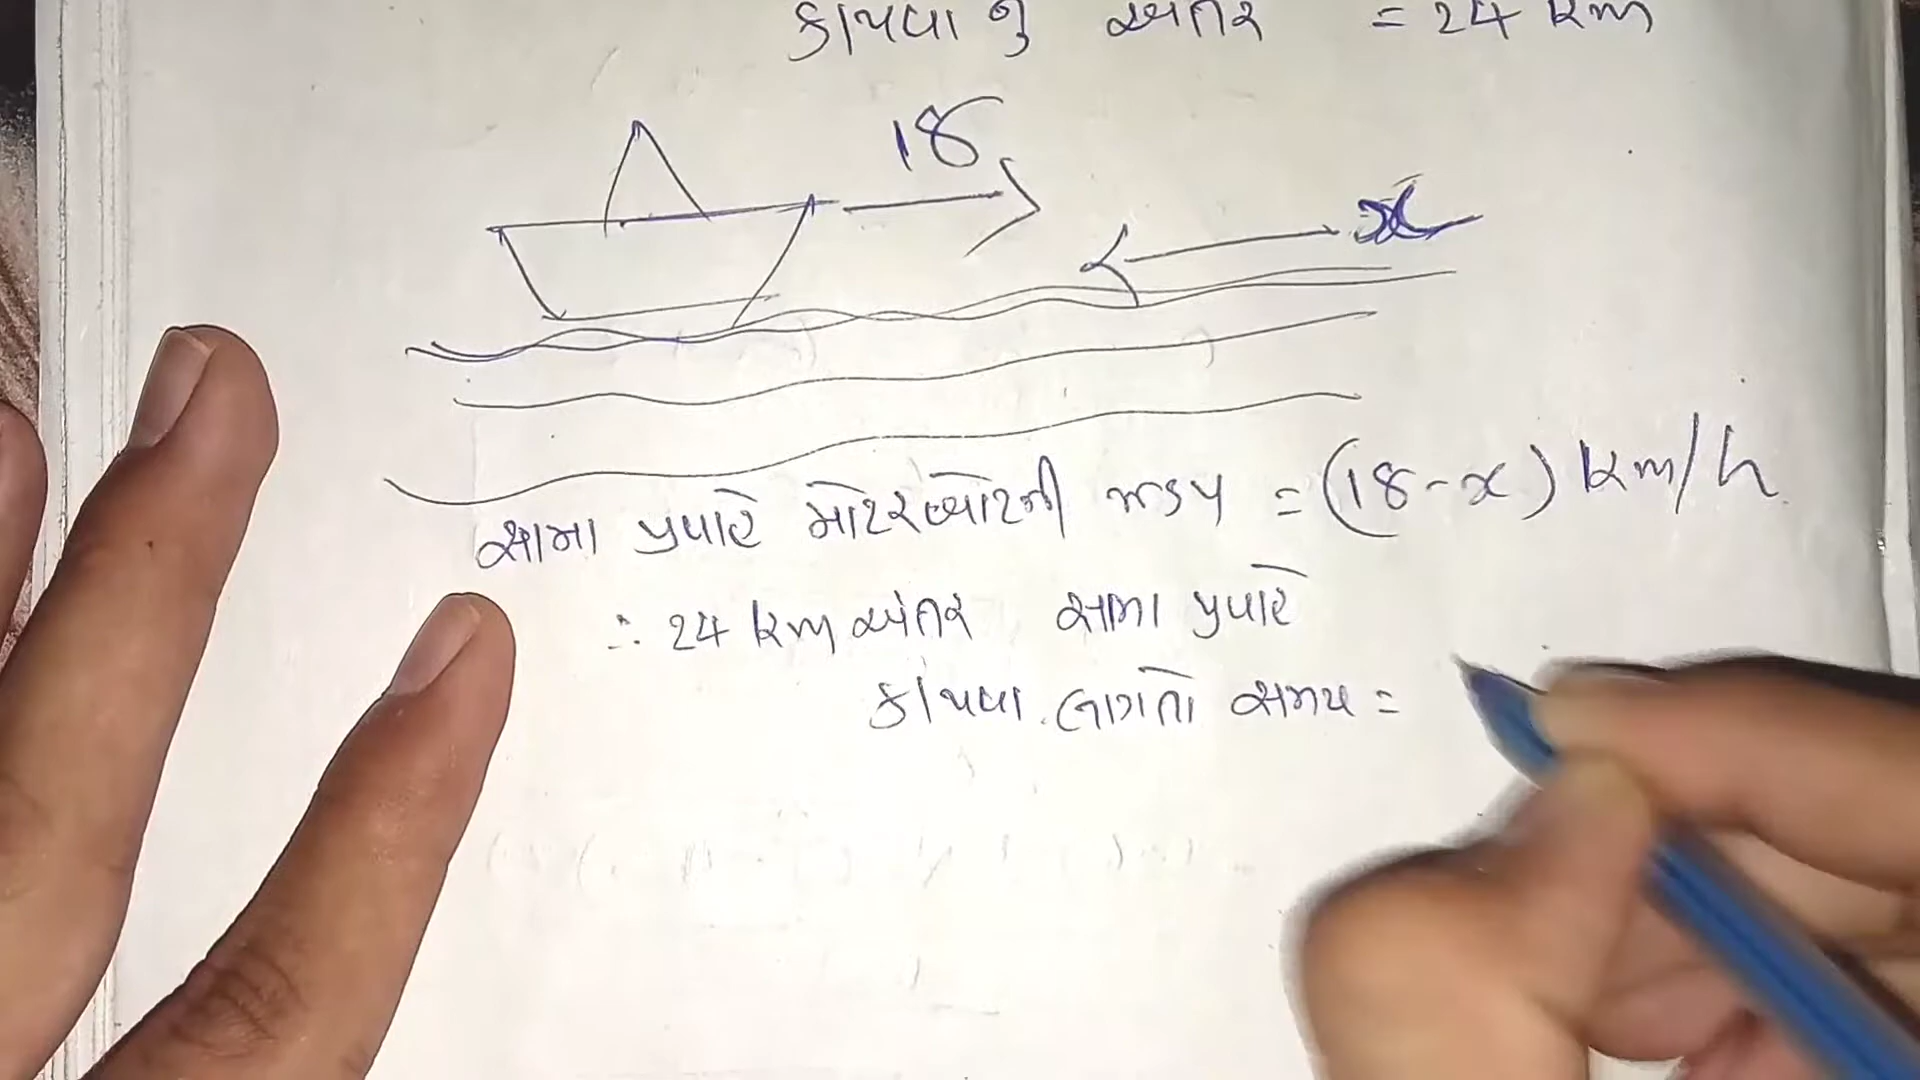 કાપવા નું અંતર = 24 km
18
x
સામા પ્રવાહે મોટરબોટની ઝડપ = (18-x) km/h
∴ 24 km અંતર સામા પ્રવાહે
કાપવા લાગતો સમય =